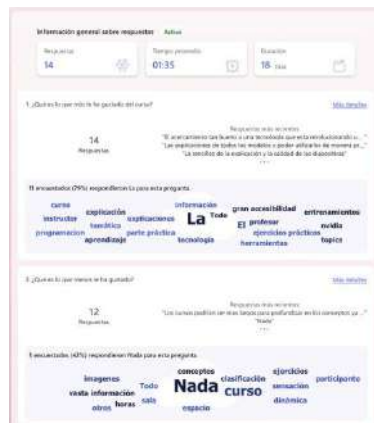 Información general sobre respuestas Activo
Respuestas
14
Tiempo promedio
01:35
Duración
18 Días
1. ¿Qué es lo que más te ha gustado del curso?
Más detalles
14
Respuestas
Respuestas más recientes
"El acercamiento tan bueno a una tecnología que esta revolucionando u..."
"Las explicaciones de todos los modelos y poder utilizarlos de manera pr..."
"La sencillez de la explicación y la calidad de las diapositivas"
11 encuestados (79%) respondieron La para esta pregunta.
curso
información
instructor
explicación
gran accesibilidad
entrenamientos
temática
explicaciones
La
Todo
El
profesor
nvidia
programacion
parte práctica
ejercicios prácticos
aprendizaje
tecnología
herramientas
topics
2. ¿Qué es lo que menos te ha gustado?
Más detalles
12
Respuestas
Respuestas más recientes
"Los cursos podrían ser mas largos para profundizar en los conceptos ya ..."
"Nada"
5 encuestados (42%) respondieron Nada para esta pregunta.
conceptos
ejercicios
imagenes
Todo
Nada
clasificación
participante
vasta información
curso
sensación
otros
horas
sala
dinámica
espacio